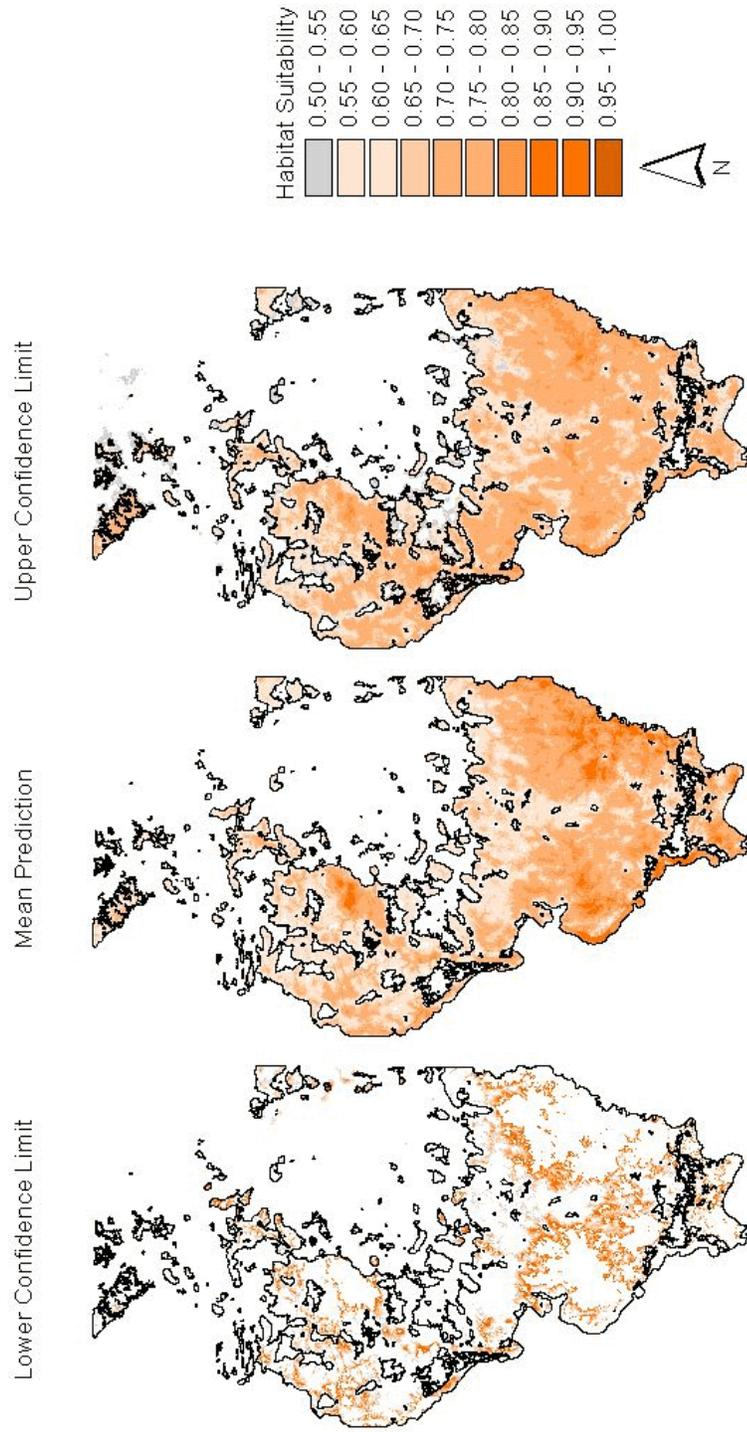 Lower Confidence Limit
Mean Prediction
Upper Confidence Limit
Habitat Suitability
0.50 - 0.55
0.55 - 0.60
0.60 - 0.65
0.65 - 0.70
0.70 - 0.75
0.75 - 0.80
0.80 - 0.85
0.85 - 0.90
0.90 - 0.95
0.95 - 1.00
N